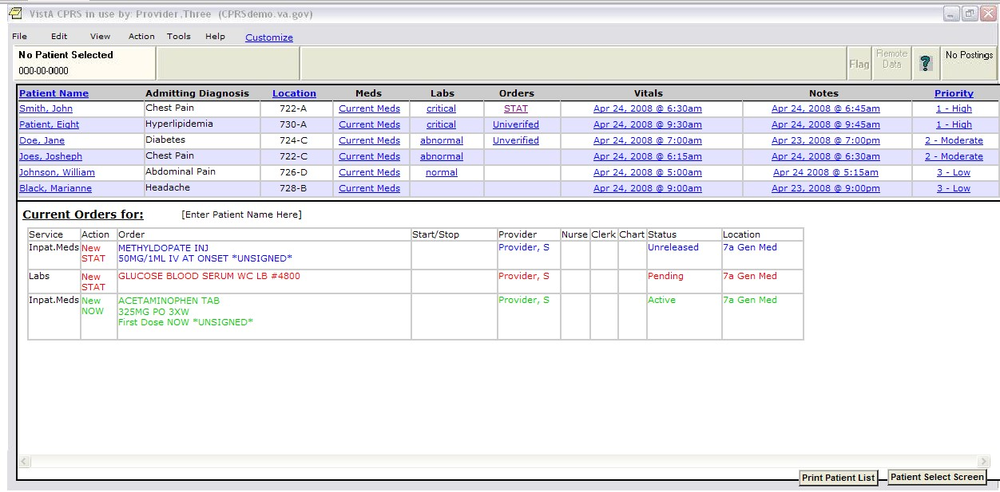 VistA CPRS in use by: Provider,Three (CPRSdemo.va.gov)
File Edit View Action Tools Help Customize
No Patient Selected
000-00-0000
Flag
Remote Data
?
No Postings
Patient Name Admitting Diagnosis Location Meds Labs Orders Vitals Notes Priority
Smith, John Chest Pain 722-A Current Meds critical STAT Apr 24, 2008 @ 6:30am Apr 24, 2008 @ 6:45am 1 - High
Patient, Eight Hyperlipidemia 730-A Current Meds critical Univerifed Apr 24, 2008 @ 9:30am Apr 24, 2008 @ 9:45am 1 - High
Doe, Jane Diabetes 724-C Current Meds abnormal Unverified Apr 24, 2008 @ 7:00am Apr 23, 2008 @ 7:00pm 2 - Moderate
Joes, Josheph Chest Pain 722-C Current Meds abnormal Apr 24, 2008 @ 6:15am Apr 24, 2008 @ 6:30am 2 - Moderate
Johnson, William Abdominal Pain 726-D Current Meds normal Apr 24, 2008 @ 5:00am Apr 24 2008 @ 5:15am 3 - Low
Black, Marianne Headache 728-B Current Meds Apr 24, 2008 @ 9:00am Apr 23, 2008 @ 9:00pm 3 - Low
Current Orders for: [Enter Patient Name Here]
Service Action Order Start/Stop Provider Nurse Clerk Chart Status Location
Inpat.Meds New METHYLDOPATE INJ Provider, S Unreleased 7a Gen Med
STAT 50MG/1ML IV AT ONSET *UNSIGNED*
Labs New GLUCOSE BLOOD SERUM WC LB #4800 Provider, S Pending 7a Gen Med
STAT
Inpat.Meds New ACETAMINOPHEN TAB Provider, S Active 7a Gen Med
NOW 325MG PO 3XW
First Dose NOW *UNSIGNED*
Print Patient List Patient Select Screen